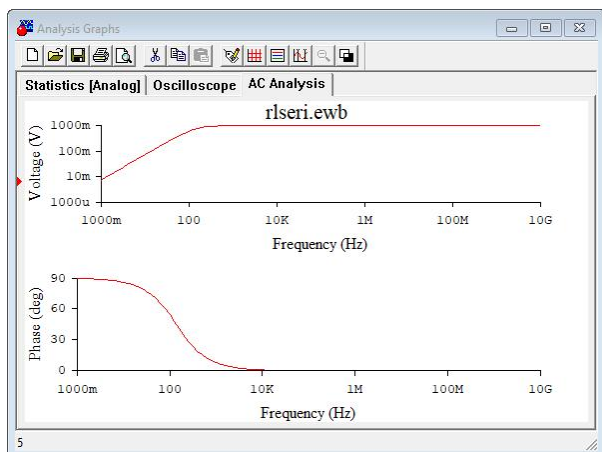 Analysis Graphs
Statistics [Analog] Oscilloscope AC Analysis
rlseri.ewb
Voltage (V)
1000m
100m
10m
1000u
1000m 100 10K 1M 100M 10G
Frequency (Hz)
Phase (deg)
90
60
30
0
1000m 100 10K 1M 100M 10G
Frequency (Hz)
5